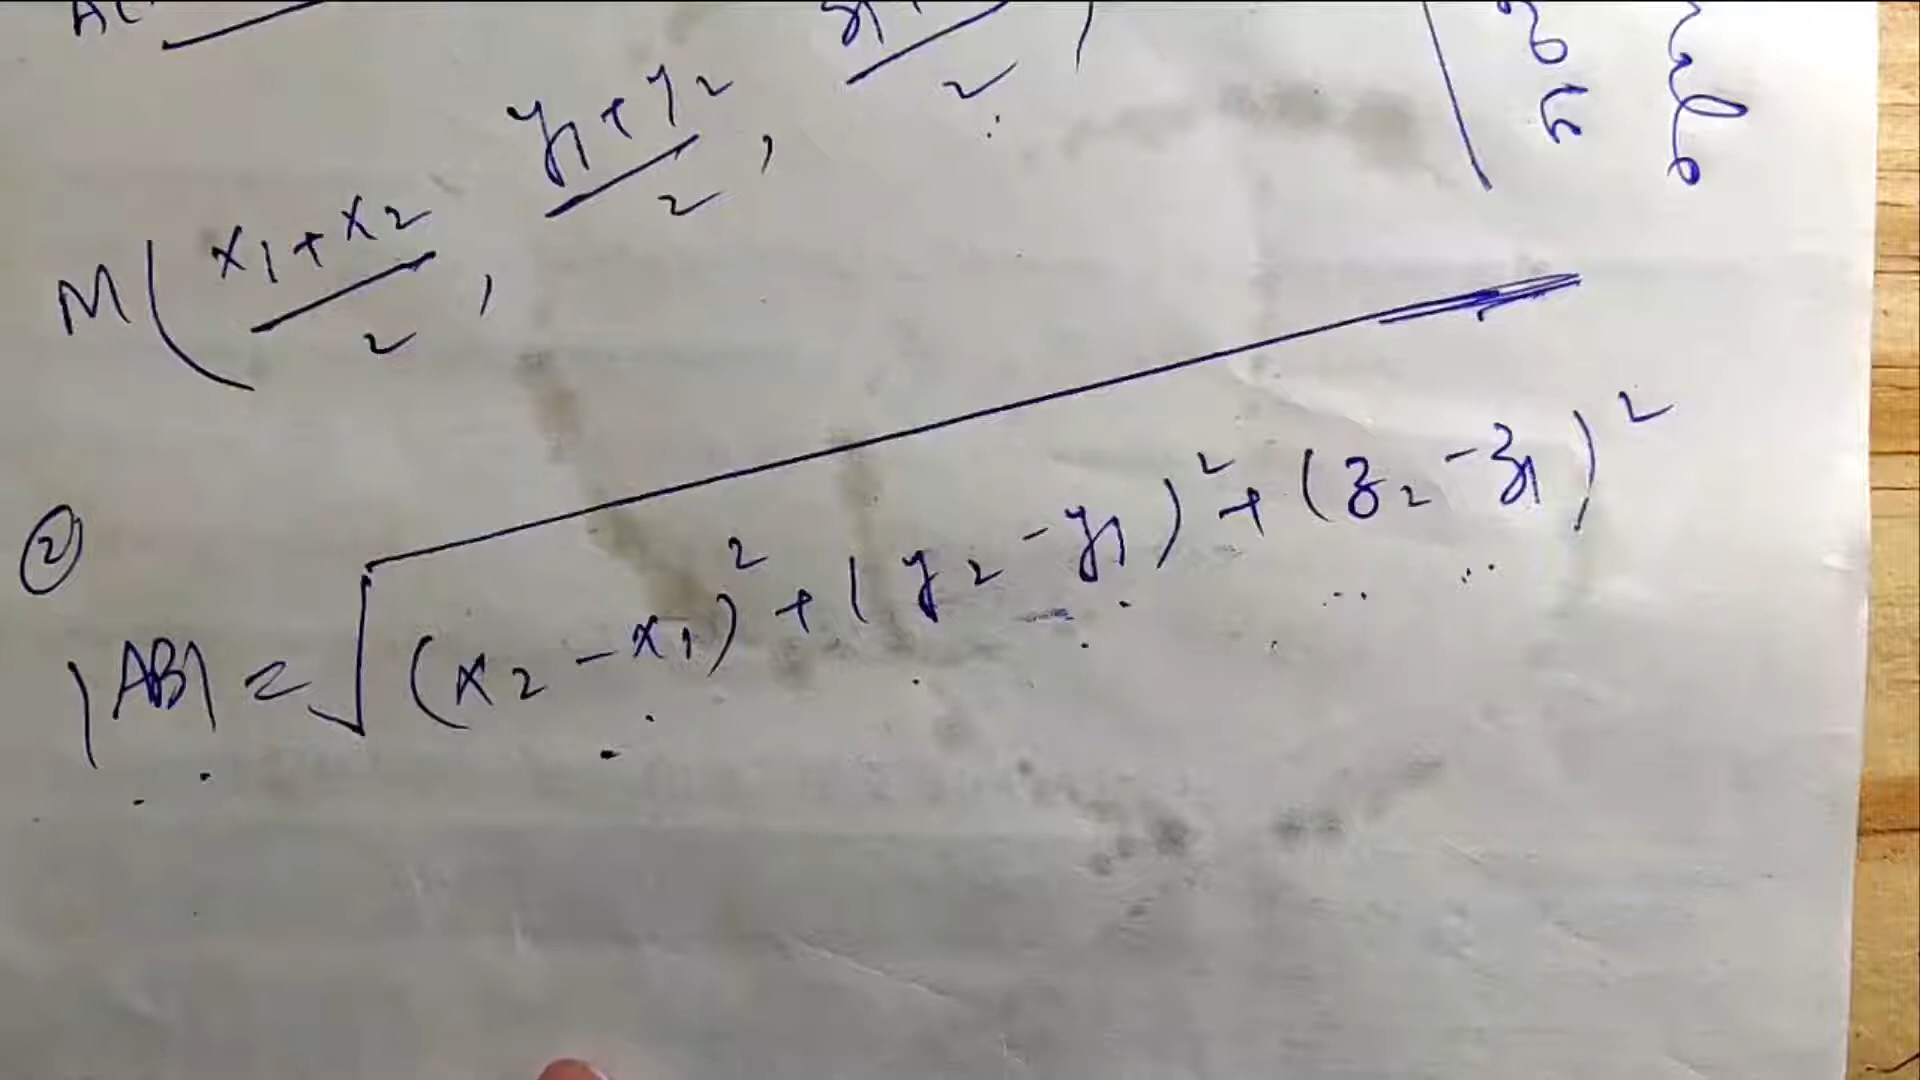 M(x₁+x₂/2, y₁+y₂/2, z₁+/2)
②
|AB| = √(x₂-x₁)² + (y₂-y₁)² + (z₂-z₁)²